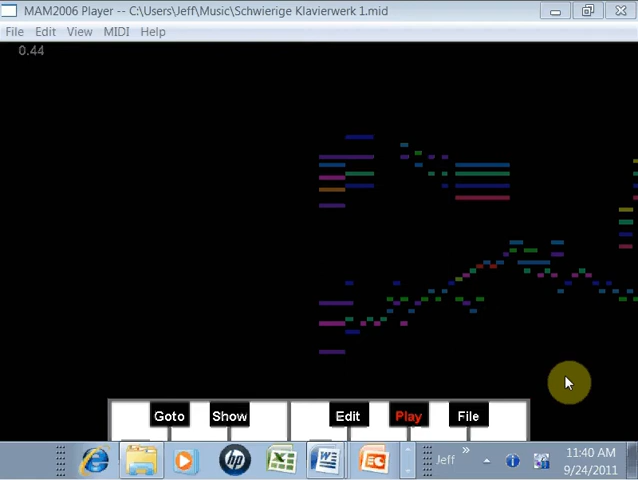 MAM2006 Player -- C:\Users\Jeff\Music\Schwierige Klavierwerk 1.mid
File Edit View MIDI Help
0.44
Goto Show Edit Play File
Jeff » 11:40 AM
9/24/2011